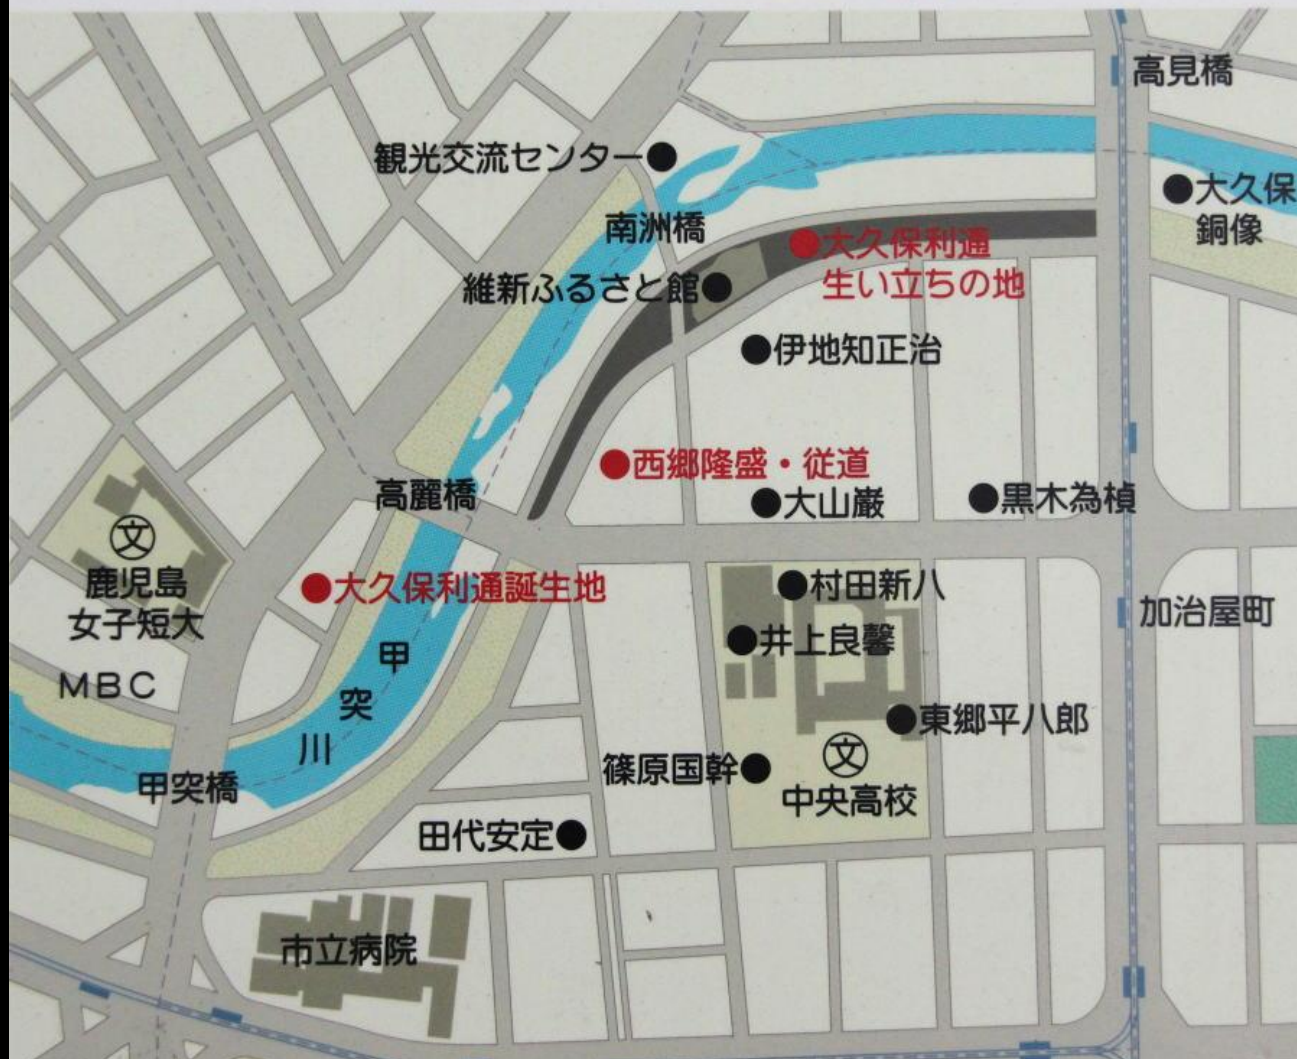 高見橋
観光交流センター
大久保
銅像
南洲橋
大久保利通
生い立ちの地
維新ふるさと館
伊地知正治
西郷隆盛・従道
高麗橋
大山巌
黒木為楨
文
鹿児島
女子短大
大久保利通誕生地
村田新八
加治屋町
井上良馨
MBC
甲
突
川
東郷平八郎
篠原国幹
文
中央高校
甲突橋
田代安定
市立病院